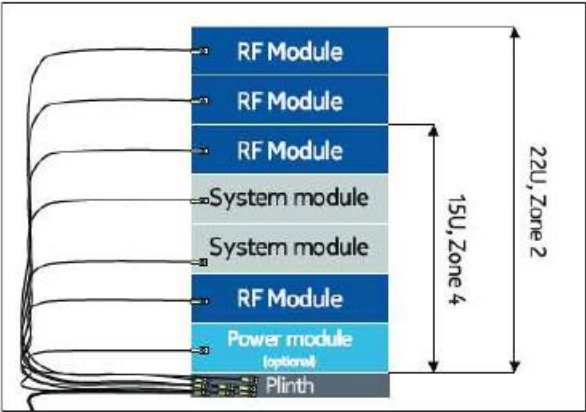 RF Module
RF Module
RF Module
System module
System module
RF Module
Power module
(optional)
Plinth
15U, Zone 4
22U, Zone 2